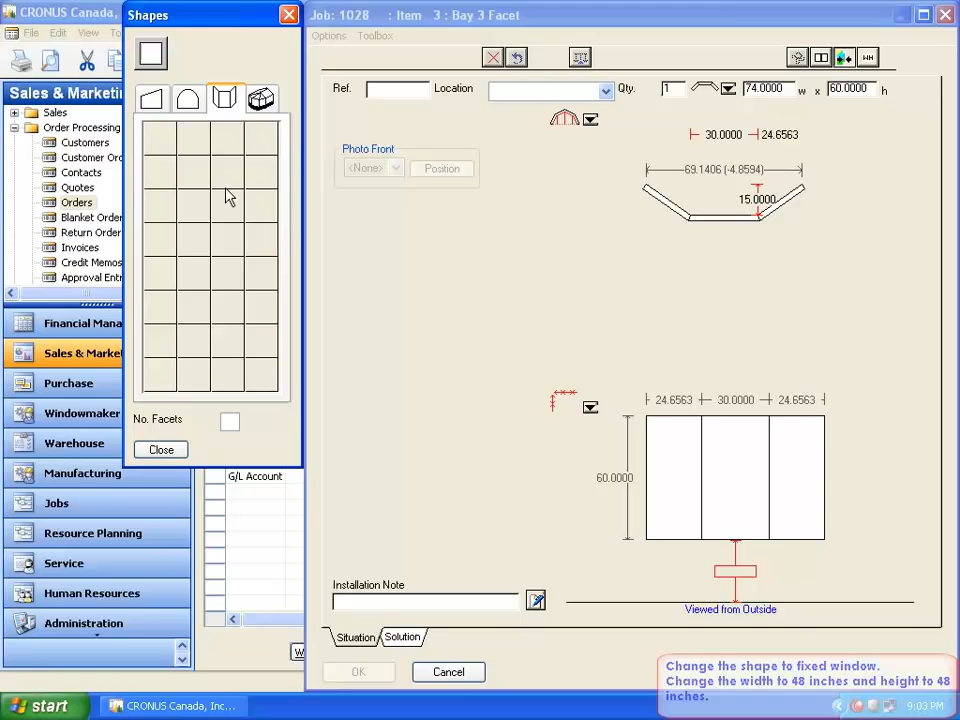 CRONUS Canada,
File Edit View To
Sales & Marketi
Sales
Order Processing
Customers
Customer Ord
Contacts
Quotes
Orders
Blanket Order
Return Order
Invoices
Credit Memos
Approval Entr
Financial Mana
Sales & Marke
Purchase
Windowmaker
Warehouse
Manufacturing
Jobs
Resource Planning
Service
Human Resources
Administration
Shapes
No. Facets
Close
G/L Account
Job: 1028 : Item 3 : Bay 3 Facet
Options Toolbox
WH
Ref. Location Qty. 1 74.0000 w x 60.0000 h
Photo Front
<None> Position
30.0000 24.6563
69.1406 (-4.8594)
15.0000
24.6563 30.0000 24.6563
60.0000
Installation Note
Viewed from Outside
Situation Solution
OK Cancel
Change the shape to fixed window.
Change the width to 48 inches and height to 48
inches.
start CRONUS Canada, Inc... 9:03 PM